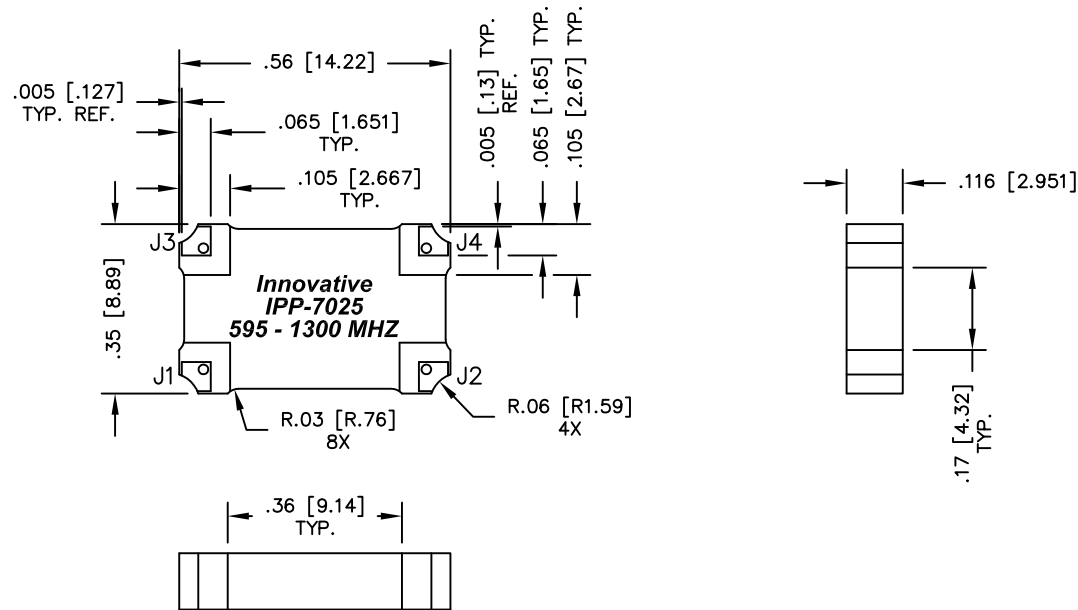 .56 [14.22]
.005 [.127]
TYP. REF.
.065 [1.651]
TYP.
.105 [2.667]
TYP.
.005 [.13] TYP.
REF.
.065 [1.65] TYP.
.105 [2.67] TYP.
.116 [2.951]
J3
J4
.35 [8.89]
Innovative
IPP-7025
595 - 1300 MHZ
J1
J2
R.03 [R.76]
8X
R.06 [R1.59]
4X
.17 [4.32]
TYP.
.36 [9.14]
TYP.